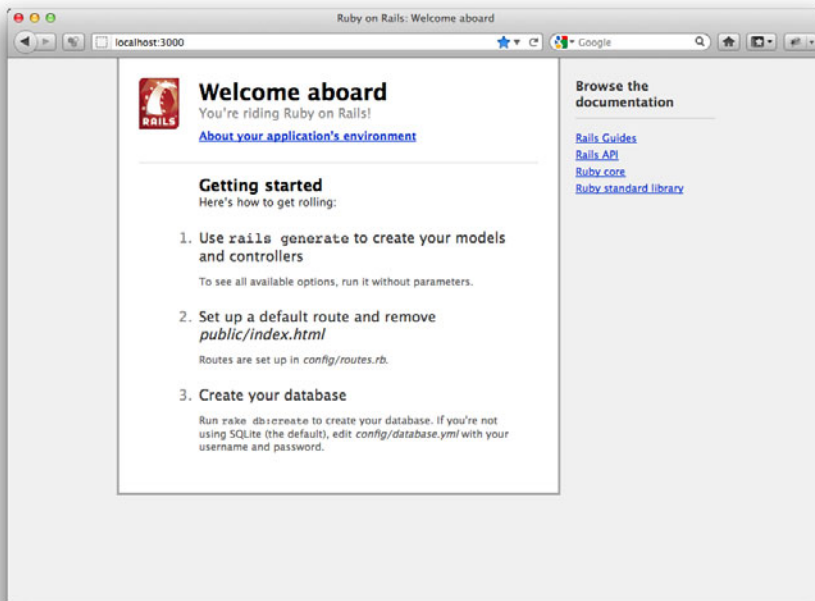 Ruby on Rails: Welcome aboard
localhost:3000
Google
RAILS
Welcome aboard
You're riding Ruby on Rails!
About your application's environment
Getting started
Here's how to get rolling:
1. Use rails generate to create your models
and controllers
To see all available options, run it without parameters.
2. Set up a default route and remove
public/index.html
Routes are set up in config/routes.rb.
3. Create your database
Run rake db:create to create your database. If you're not
using SQLite (the default), edit config/database.yml with your
username and password.
Browse the
documentation
Rails Guides
Rails API
Ruby core
Ruby standard library